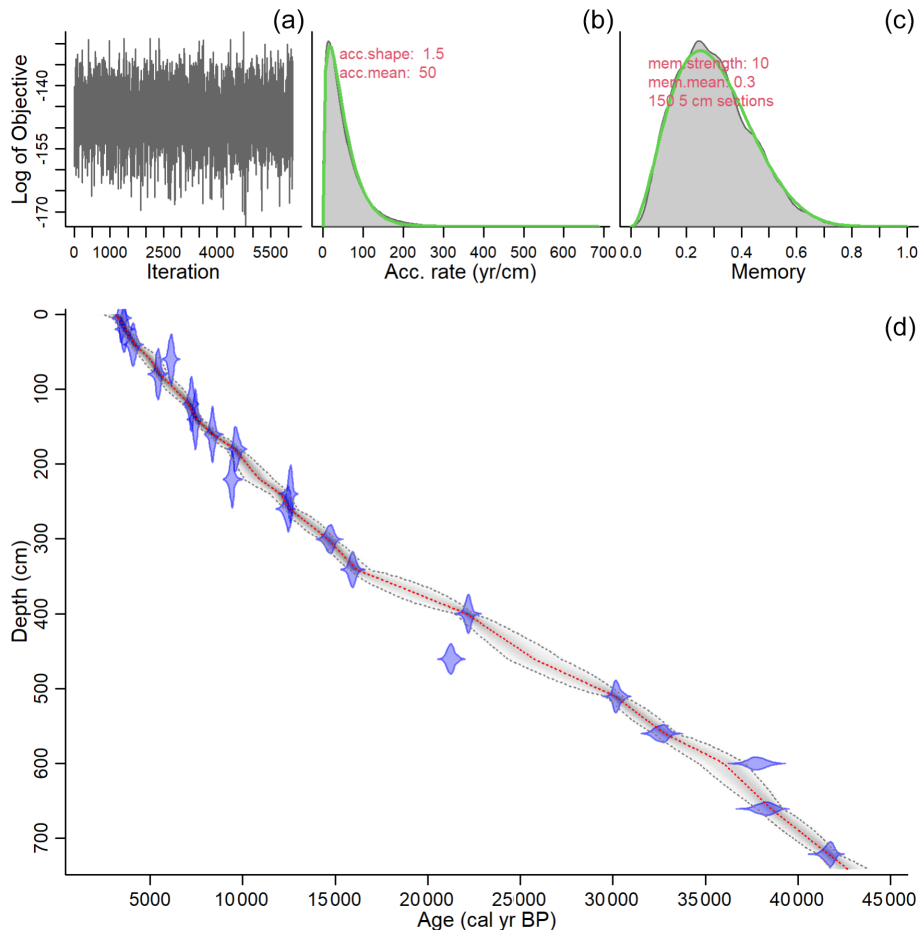 (a)
Log of Objective
-140
-155
-170
0 1000 2500 4000 5500
Iteration
(b)
acc.shape: 1.5
acc.mean: 50
0 100 200 300 400 500 600 700
Acc. rate (yr/cm)
(c)
mem.strength: 10
mem.mean: 0.3
150 5 cm sections
0.0 0.2 0.4 0.6 0.8 1.0
Memory
(d)
Depth (cm)
0
100
200
300
400
500
600
700
5000 10000 15000 20000 25000 30000 35000 40000 45000
Age (cal yr BP)